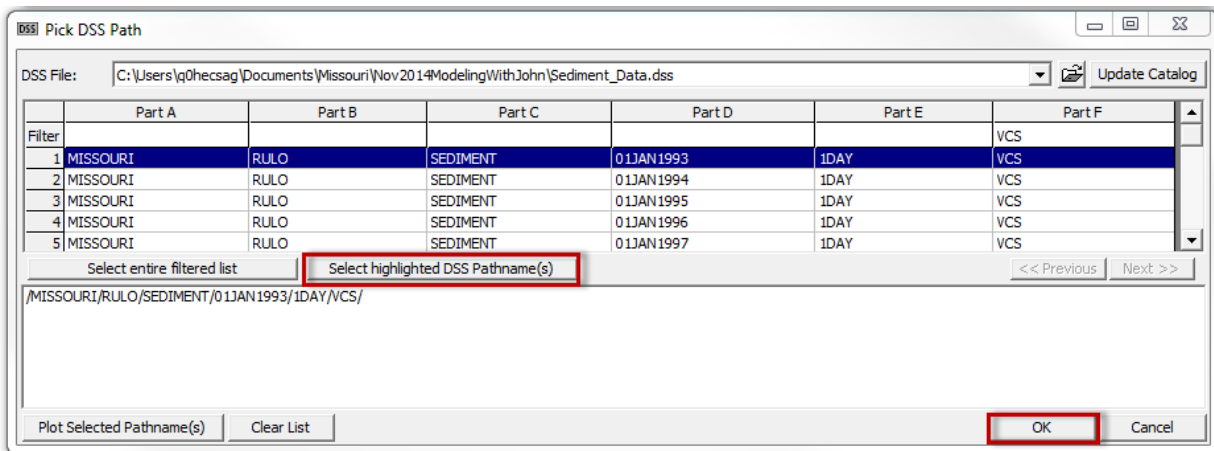 DSS Pick DSS Path
DSS File: C:\Users\q0hecsag\Documents\Missouri\Nov2014ModelingWithJohn\Sediment_Data.dss Update Catalog
Part A Part B Part C Part D Part E Part F
Filter VCS
1 MISSOURI RULO SEDIMENT 01JAN1993 1DAY VCS
2 MISSOURI RULO SEDIMENT 01JAN1994 1DAY VCS
3 MISSOURI RULO SEDIMENT 01JAN1995 1DAY VCS
4 MISSOURI RULO SEDIMENT 01JAN1996 1DAY VCS
5 MISSOURI RULO SEDIMENT 01JAN1997 1DAY VCS
Select entire filtered list Select highlighted DSS Pathname(s) << Previous Next >>
/MISSOURI/RULO/SEDIMENT/01JAN1993/1DAY/VCS/
Plot Selected Pathname(s) Clear List OK Cancel